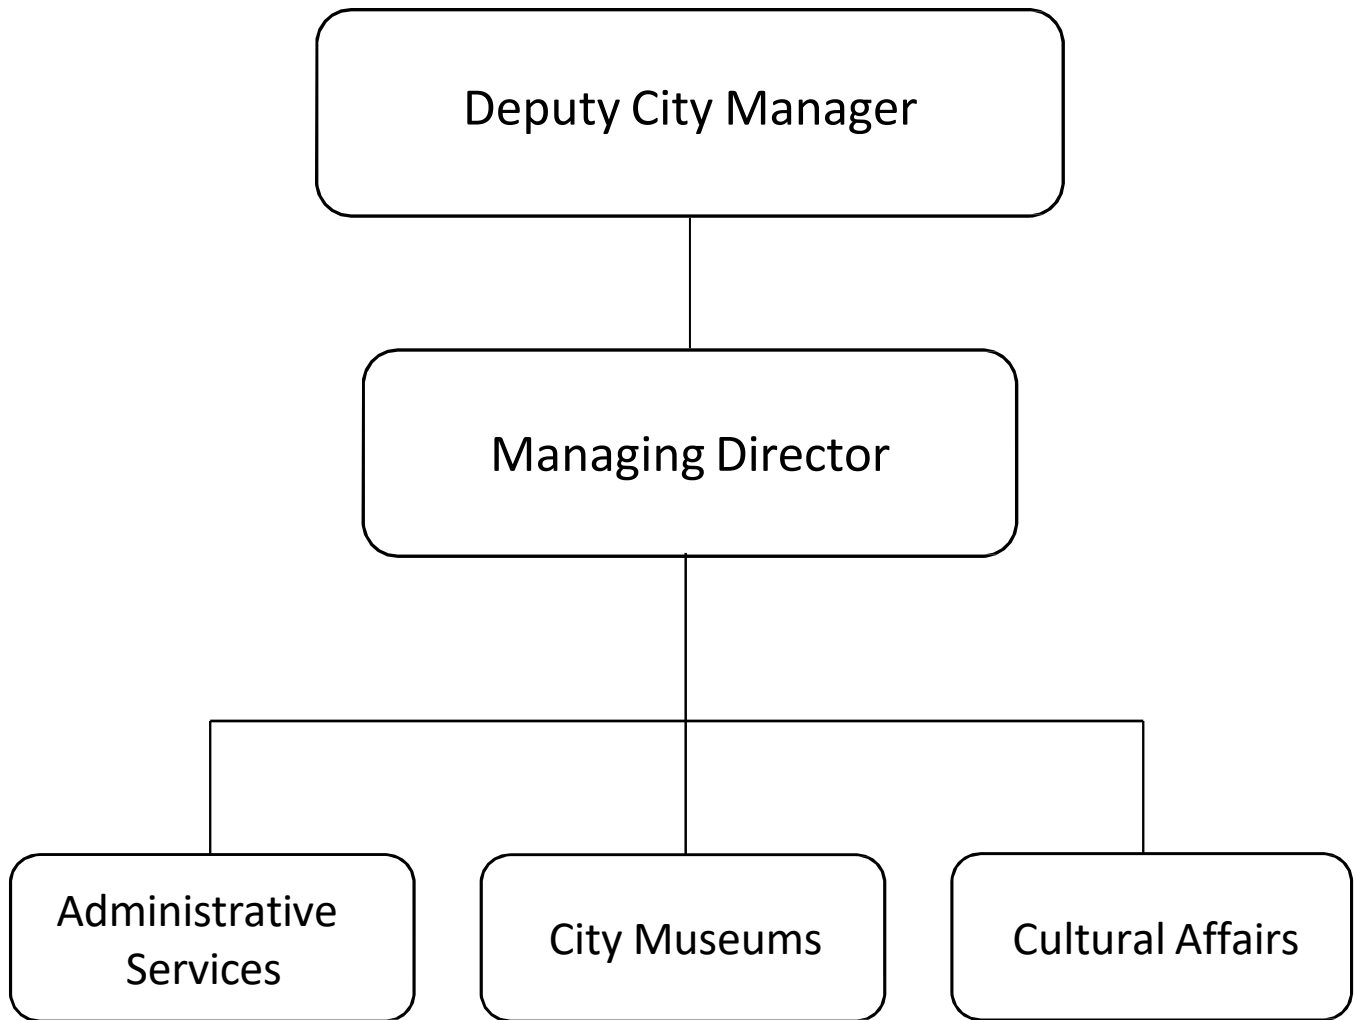 Deputy City Manager
Managing Director
Administrative
Services
City Museums
Cultural Affairs